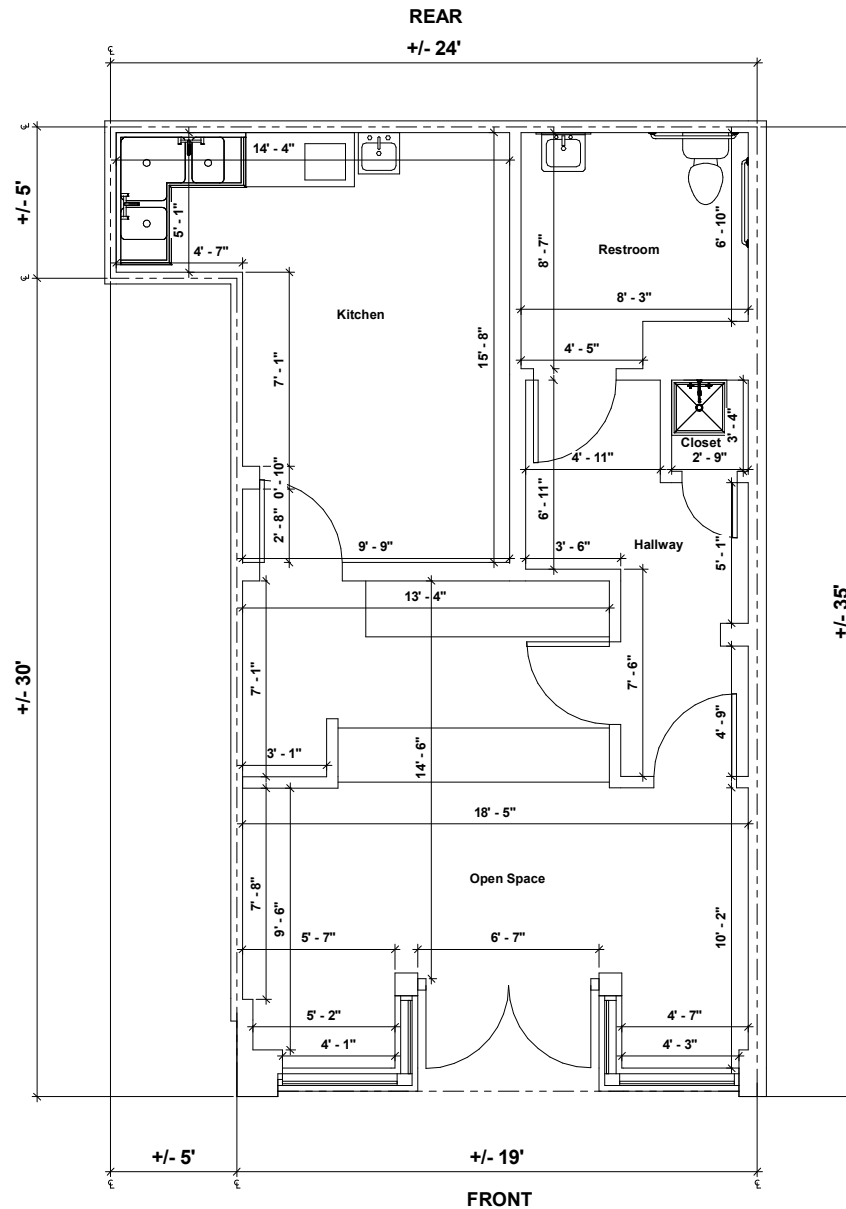 REAR
+/- 24'
+/- 5'
14' - 4"
5' - 1"
4' - 7"
8' - 7"
6' - 10"
Restroom
8' - 3"
Kitchen
15' - 8"
4' - 5"
7' - 1"
3' - 4"
Closet
2' - 9"
4' - 11"
0' - 10"
6' - 11"
2' - 8"
9' - 9"
3' - 6"
Hallway
5' - 1"
13' - 4"
+/- 35'
+/- 30'
7' - 1"
7' - 6"
4' - 9"
3' - 1"
14' - 6"
18' - 5"
Open Space
7' - 8"
9' - 6"
10' - 2"
5' - 7"
6' - 7"
5' - 2"
4' - 7"
4' - 1"
4' - 3"
+/- 5'
+/- 19'
FRONT